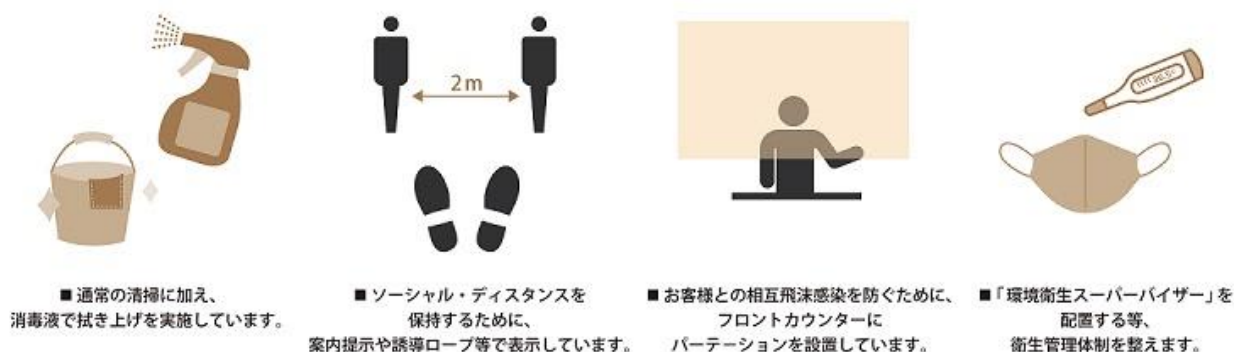 2m
■ 通常の清掃に加え、
消毒液で拭き上げを実施しています。
■ ソーシャル・ディスタンスを
保持するために、
案内提示や誘導ロープ等で表示しています。
■ お客様との相互飛沫感染を防ぐために、
フロントカウンターに
パーテーションを設置しています。
■ 「環境衛生スーパーバイザー」を
配置する等、
衛生管理体制を整えます。